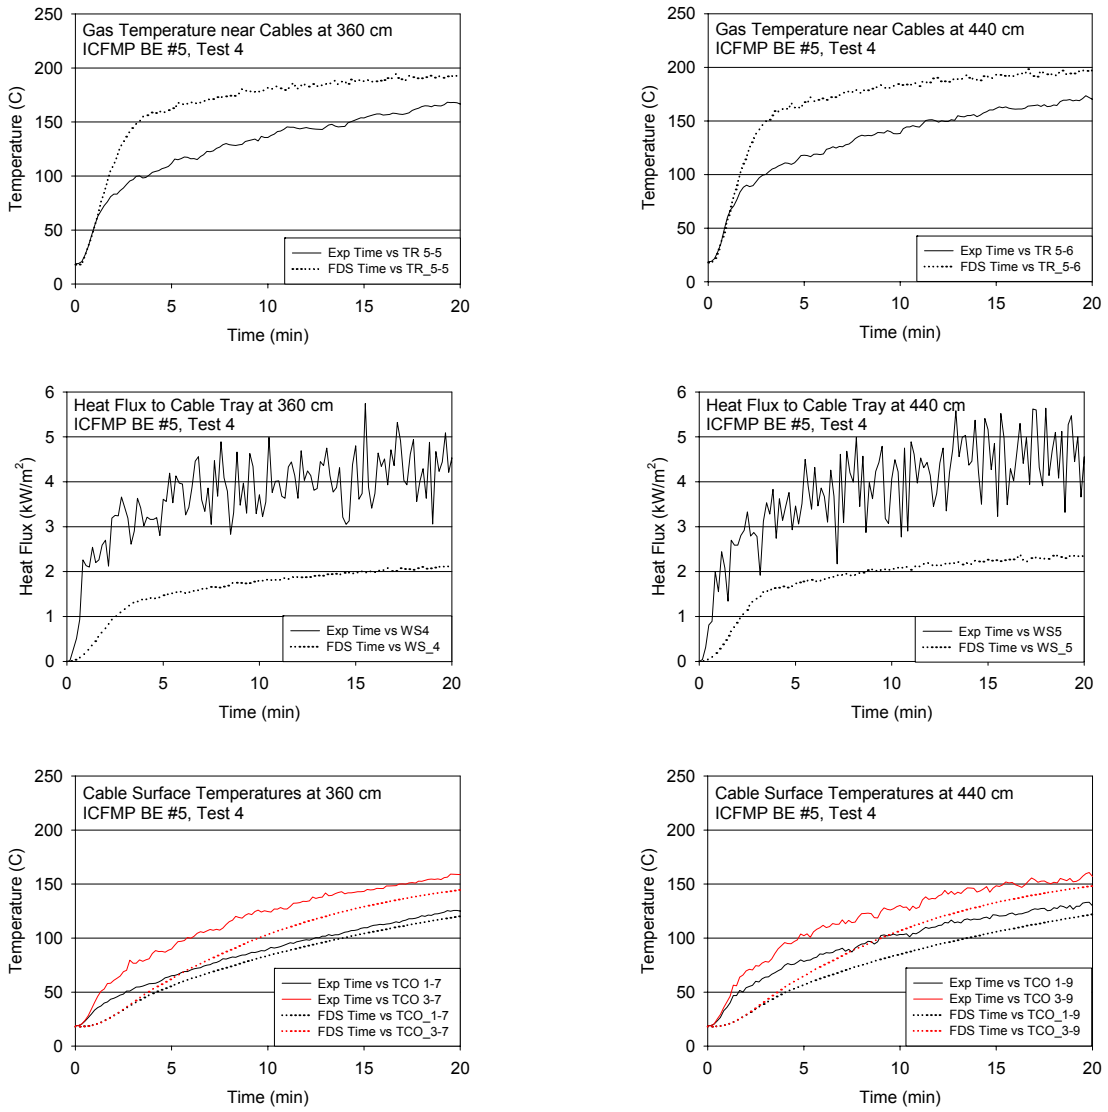 Gas Temperature near Cables at 360 cm
ICFMP BE #5, Test 4
Temperature (C)
250
200
150
100
50
0
0 5 10 15 20
Time (min)
Exp Time vs TR 5-5
FDS Time vs TR_5-5
Gas Temperature near Cables at 440 cm
ICFMP BE #5, Test 4
Temperature (C)
250
200
150
100
50
0
0 5 10 15 20
Time (min)
Exp Time vs TR 5-6
FDS Time vs TR_5-6
Heat Flux to Cable Tray at 360 cm
ICFMP BE #5, Test 4
Heat Flux (kW/m²)
6
5
4
3
2
1
0
0 5 10 15 20
Time (min)
Exp Time vs WS4
FDS Time vs WS_4
Heat Flux to Cable Tray at 440 cm
ICFMP BE #5, Test 4
Heat Flux (kW/m²)
6
5
4
3
2
1
0
0 5 10 15 20
Time (min)
Exp Time vs WS5
FDS Time vs WS_5
Cable Surface Temperatures at 360 cm
ICFMP BE #5, Test 4
Temperature (C)
250
200
150
100
50
0
0 5 10 15 20
Time (min)
Exp Time vs TCO 1-7
Exp Time vs TCO 3-7
FDS Time vs TCO_1-7
FDS Time vs TCO_3-7
Cable Surface Temperatures at 440 cm
ICFMP BE #5, Test 4
Temperature (C)
250
200
150
100
50
0
0 5 10 15 20
Time (min)
Exp Time vs TCO 1-9
Exp Time vs TCO 3-9
FDS Time vs TCO_1-9
FDS Time vs TCO_3-9